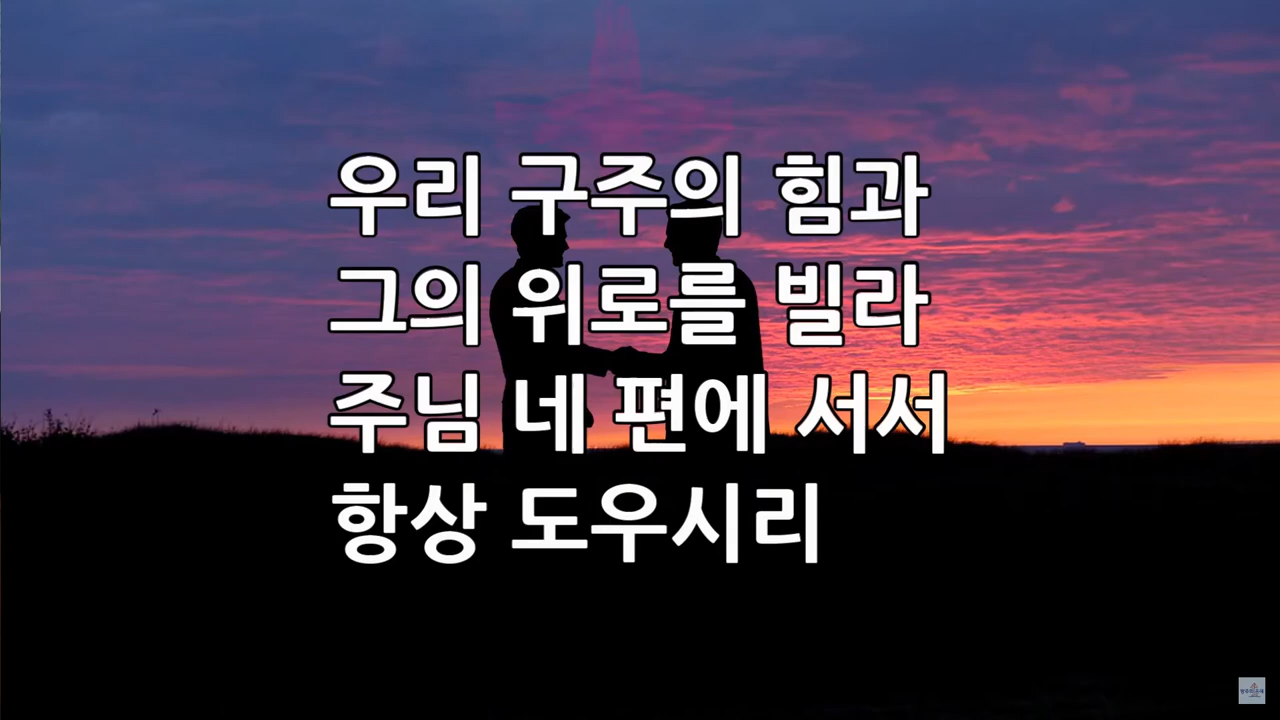 우리 구주의 힘과
그의 위로를 빌라
주님 네 편에 서서
항상 도우시리